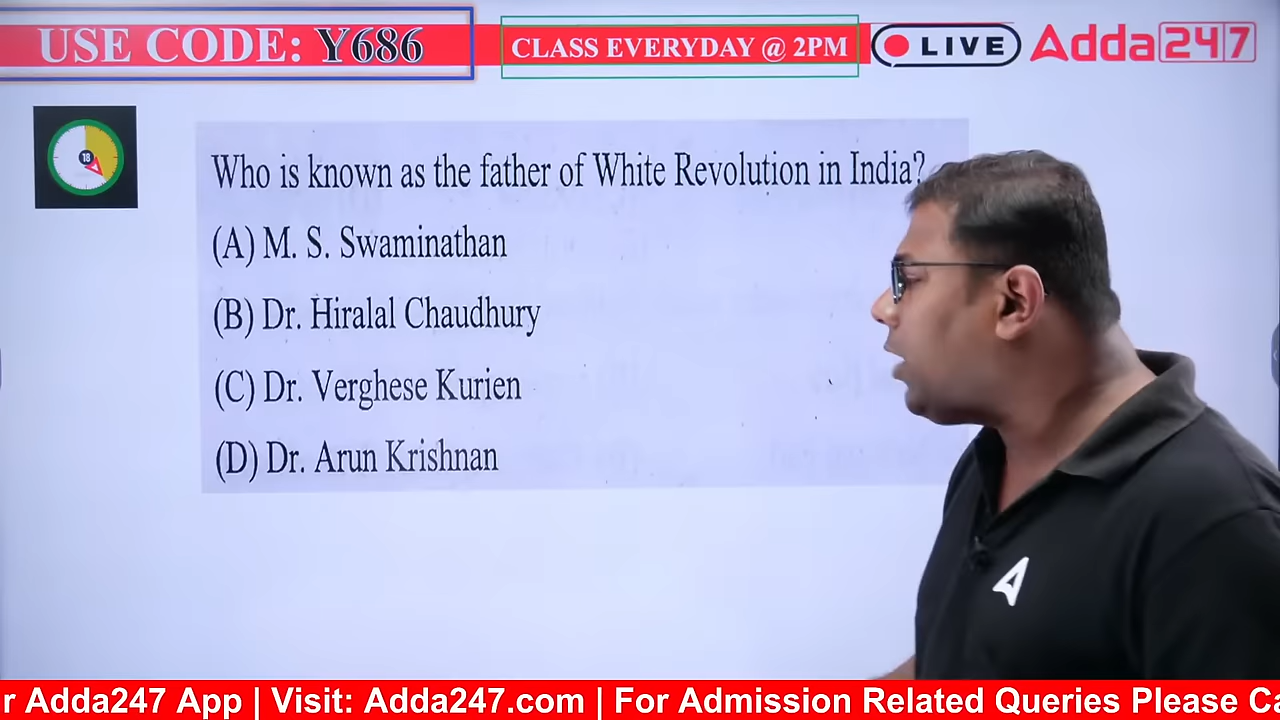 USE CODE: Y686
CLASS EVERYDAY @ 2PM
LIVE
Adda247
18
Who is known as the father of White Revolution in India?
(A) M. S. Swaminathan
(B) Dr. Hiralal Chaudhury
(C) Dr. Verghese Kurien
(D) Dr. Arun Krishnan
r Adda247 App | Visit: Adda247.com | For Admission Related Queries Please Ca